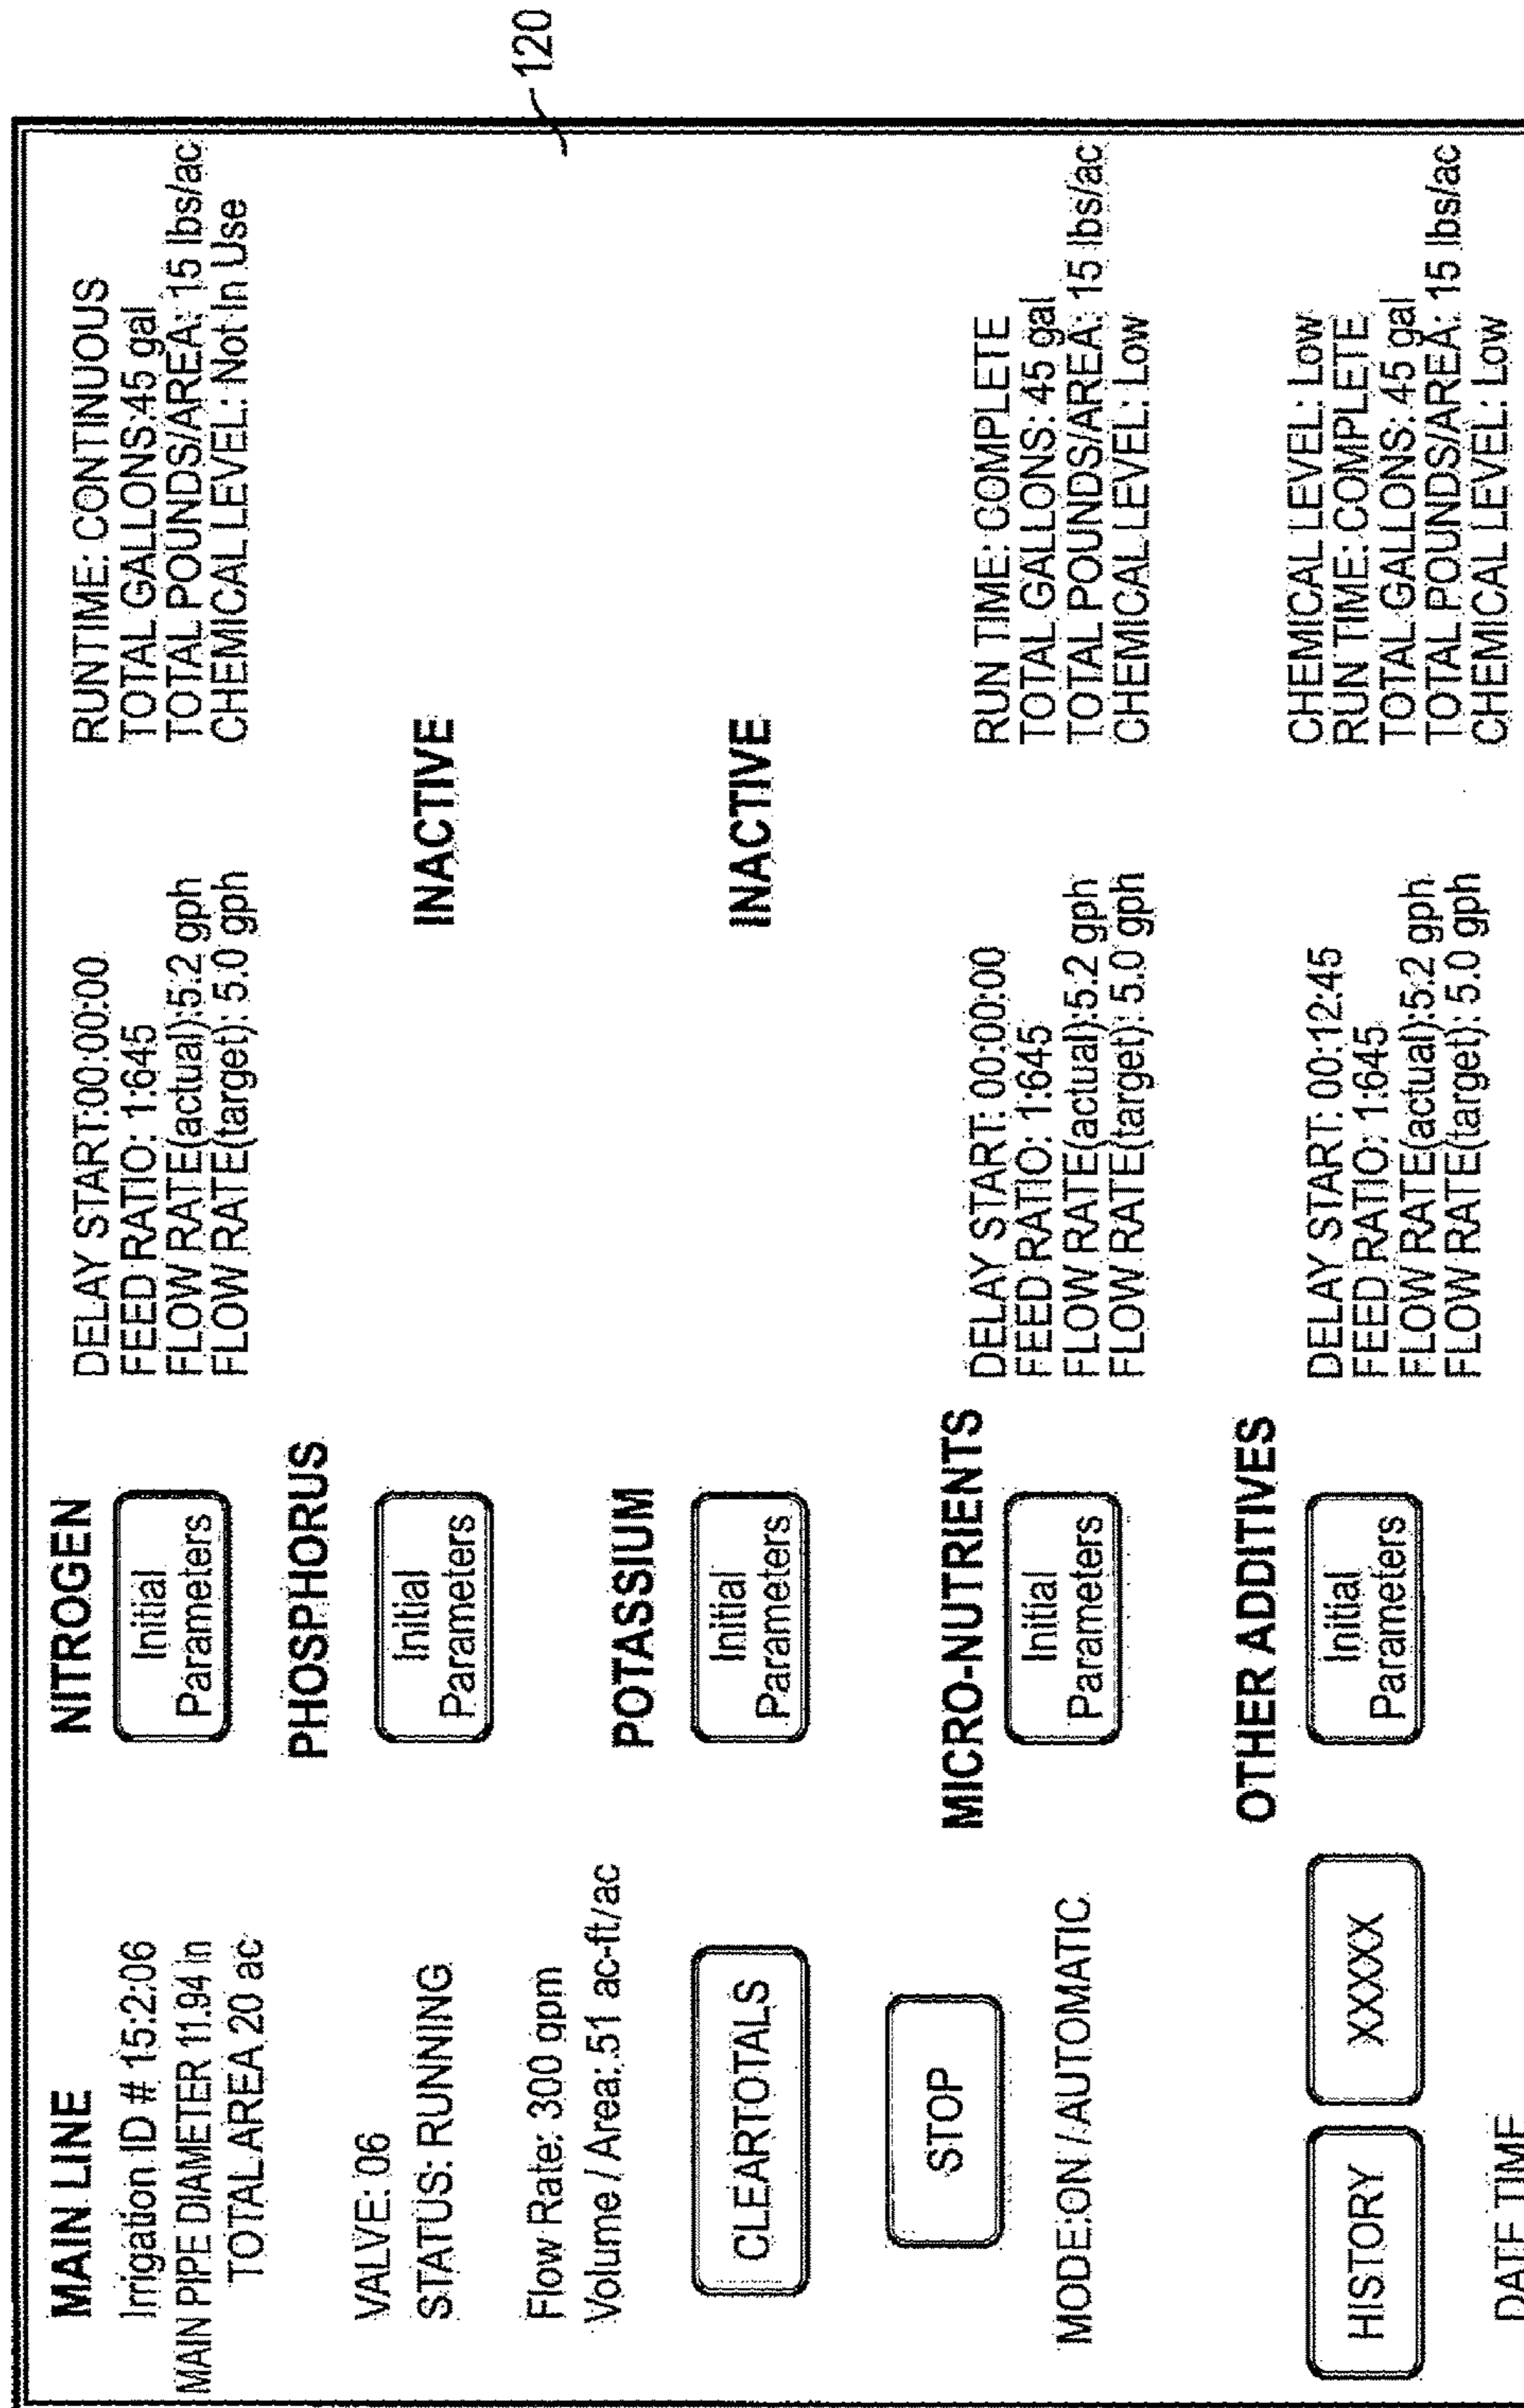 MAIN LINE
Irrigation ID # 15:2:06
MAIN PIPE DIAMETER 11.94 in
TOTAL AREA 20 ac
VALVE: 06
STATUS: RUNNING
Flow Rate: 300 gpm
Volume / Area: .51 ac-ft/ac
CLEARTOTALS
STOP
MODE:ON / AUTOMATIC
HISTORY
XXXXX
DATE TIME
NITROGEN
Initial
Parameters
DELAY START:00:00:00
FEED RATIO: 1:645
FLOW RATE(actual):5.2 gph
FLOW RATE(target): 5.0 gph
RUNTIME: CONTINUOUS
TOTAL GALLONS:45 gal
TOTAL POUNDS/AREA: 15 lbs/ac
CHEMICAL LEVEL: Not In Use
PHOSPHORUS
Initial
Parameters
INACTIVE
POTASSIUM
Initial
Parameters
INACTIVE
MICRO-NUTRIENTS
Initial
Parameters
DELAY START: 00:00:00
FEED RATIO: 1:645
FLOW RATE(actual):5.2 gph
FLOW RATE(target): 5.0 gph
RUN TIME: COMPLETE
TOTAL GALLONS: 45 gal
TOTAL POUNDS/AREA: 15 lbs/ac
CHEMICAL LEVEL: Low
OTHER ADDITIVES
Initial
Parameters
DELAY START: 00:12:45
FEED RATIO: 1:645
FLOW RATE(actual):5.2 gph
FLOW RATE(target): 5.0 gph
CHEMICAL LEVEL: Low
RUN TIME: COMPLETE
TOTAL GALLONS: 45 gal
TOTAL POUNDS/AREA: 15 lbs/ac
CHEMICAL LEVEL: Low
120